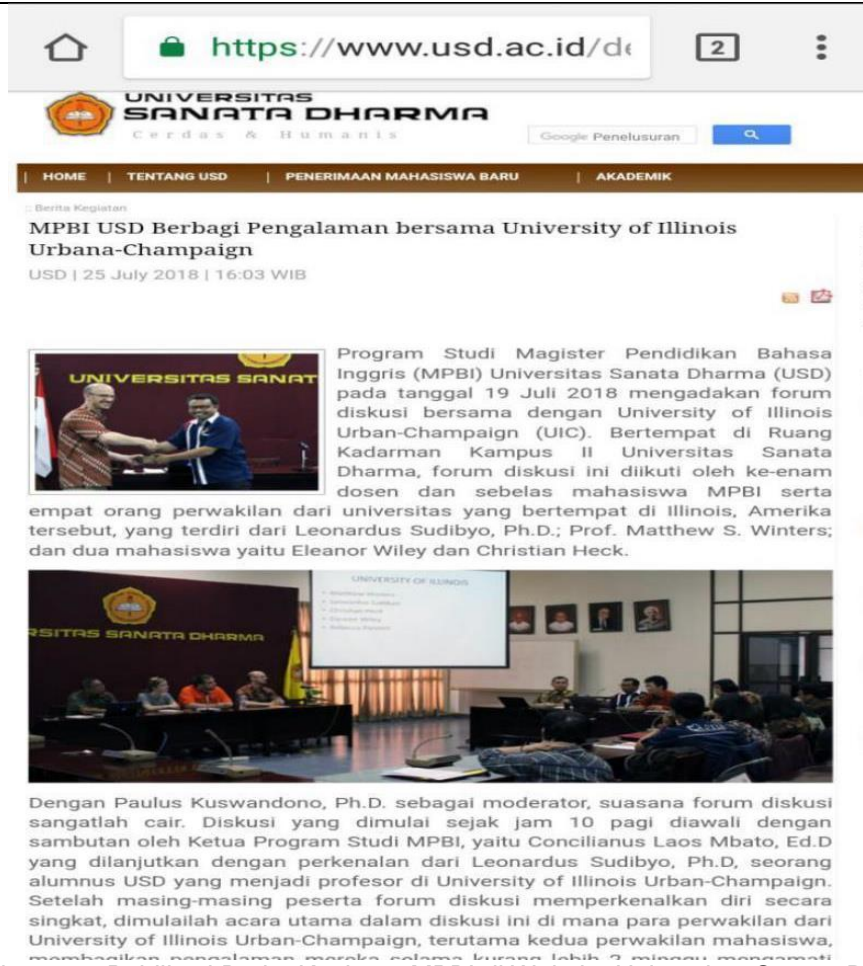 https://www.usd.ac.id/de
2
UNIVERSITAS
SANATA DHARMA
Cerdas & Humanis
Google Penelusuran
| HOME | TENTANG USD | PENERIMAAN MAHASISWA BARU | AKADEMIK
:: Berita Kegiatan
MPBI USD Berbagi Pengalaman bersama University of Illinois
Urbana-Champaign
USD | 25 July 2018 | 16:03 WIB
UNIVERSITAS SANAT
Program Studi Magister Pendidikan Bahasa
Inggris (MPBI) Universitas Sanata Dharma (USD)
pada tanggal 19 Juli 2018 mengadakan forum
diskusi bersama dengan University of Illinois
Urban-Champaign (UIC). Bertempat di Ruang
Kadarman Kampus II Universitas Sanata
Dharma, forum diskusi ini diikuti oleh ke-enam
dosen dan sebelas mahasiswa MPBI serta
empat orang perwakilan dari universitas yang bertempat di Illinois, Amerika
tersebut, yang terdiri dari Leonardus Sudibyo, Ph.D.; Prof. Matthew S. Winters;
dan dua mahasiswa yaitu Eleanor Wiley dan Christian Heck.
UNIVERSITY OF ILLINOIS
RSITAS SANATA DHARMA
Dengan Paulus Kuswandono, Ph.D. sebagai moderator, suasana forum diskusi
sangatlah cair. Diskusi yang dimulai sejak jam 10 pagi diawali dengan
sambutan oleh Ketua Program Studi MPBI, yaitu Concilianus Laos Mbato, Ed.D
yang dilanjutkan dengan perkenalan dari Leonardus Sudibyo, Ph.D, seorang
alumnus USD yang menjadi profesor di University of Illinois Urban-Champaign.
Setelah masing-masing peserta forum diskusi memperkenalkan diri secara
singkat, dimulailah acara utama dalam diskusi ini di mana para perwakilan dari
University of Illinois Urban-Champaign, terutama kedua perwakilan mahasiswa,
membagikan pengalaman mereka selama kurang lebih 2 minggu mengamati